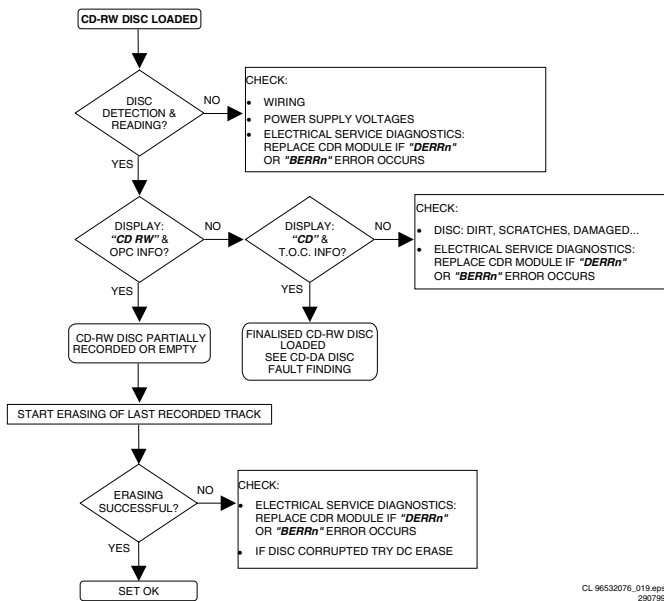 CD-RW DISC LOADED
DISC
DETECTION &
READING?
NO
YES
CHECK:
• WIRING
• POWER SUPPLY VOLTAGES
• ELECTRICAL SERVICE DIAGNOSTICS:
REPLACE CDR MODULE IF "DERRn"
OR "BERRn" ERROR OCCURS
DISPLAY:
"CD RW" &
OPC INFO?
NO
YES
DISPLAY:
"CD" &
T.O.C. INFO?
NO
YES
CHECK:
• DISC: DIRT, SCRATCHES, DAMAGED...
• ELECTRICAL SERVICE DIAGNOSTICS:
REPLACE CDR MODULE IF "DERRn"
OR "BERRn" ERROR OCCURS
CD-RW DISC PARTIALLY
RECORDED OR EMPTY
FINALISED CD-RW DISC
LOADED
SEE CD-DA DISC
FAULT FINDING
START ERASING OF LAST RECORDED TRACK
ERASING
SUCCESSFUL?
NO
YES
CHECK:
• ELECTRICAL SERVICE DIAGNOSTICS:
REPLACE CDR MODULE IF "DERRn"
OR "BERRn" ERROR OCCURS
• IF DISC CORRUPTED TRY DC ERASE
SET OK
CL 96532076_019.eps
290799